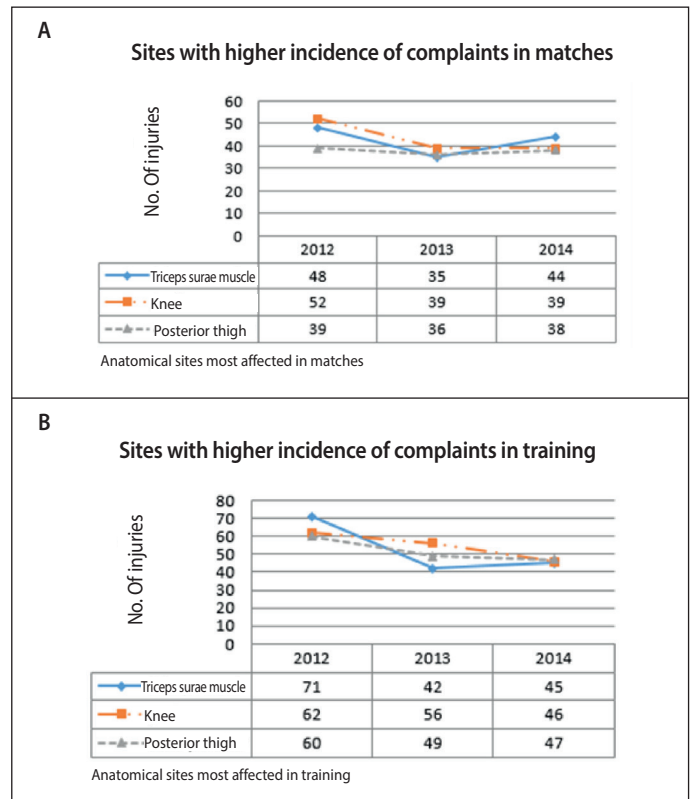 A
Sites with higher incidence of complaints in matches
No. Of injuries
60
50
40
30
20
10
0
2012 2013 2014
Triceps surae muscle 48 35 44
Knee 52 39 39
Posterior thigh 39 36 38
Anatomical sites most affected in matches
B
Sites with higher incidence of complaints in training
No. Of injuries
80
70
60
50
40
30
20
10
0
2012 2013 2014
Triceps surae muscle 71 42 45
Knee 62 56 46
Posterior thigh 60 49 47
Anatomical sites most affected in training